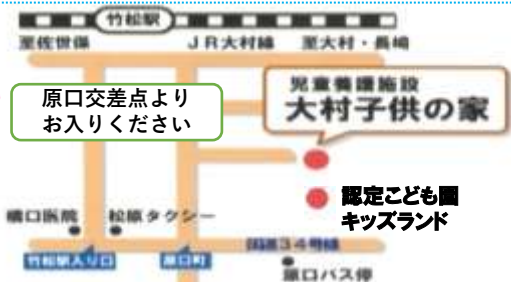 竹松駅
至佐世保 JR大村線 至大村・長崎
原口交差点より
お入りください
児童養護施設
大村子供の家
認定こども園
キッズランド
橋口医院 松原タクシー
竹松駅入り口 原口町 国道34号線
原口バス停